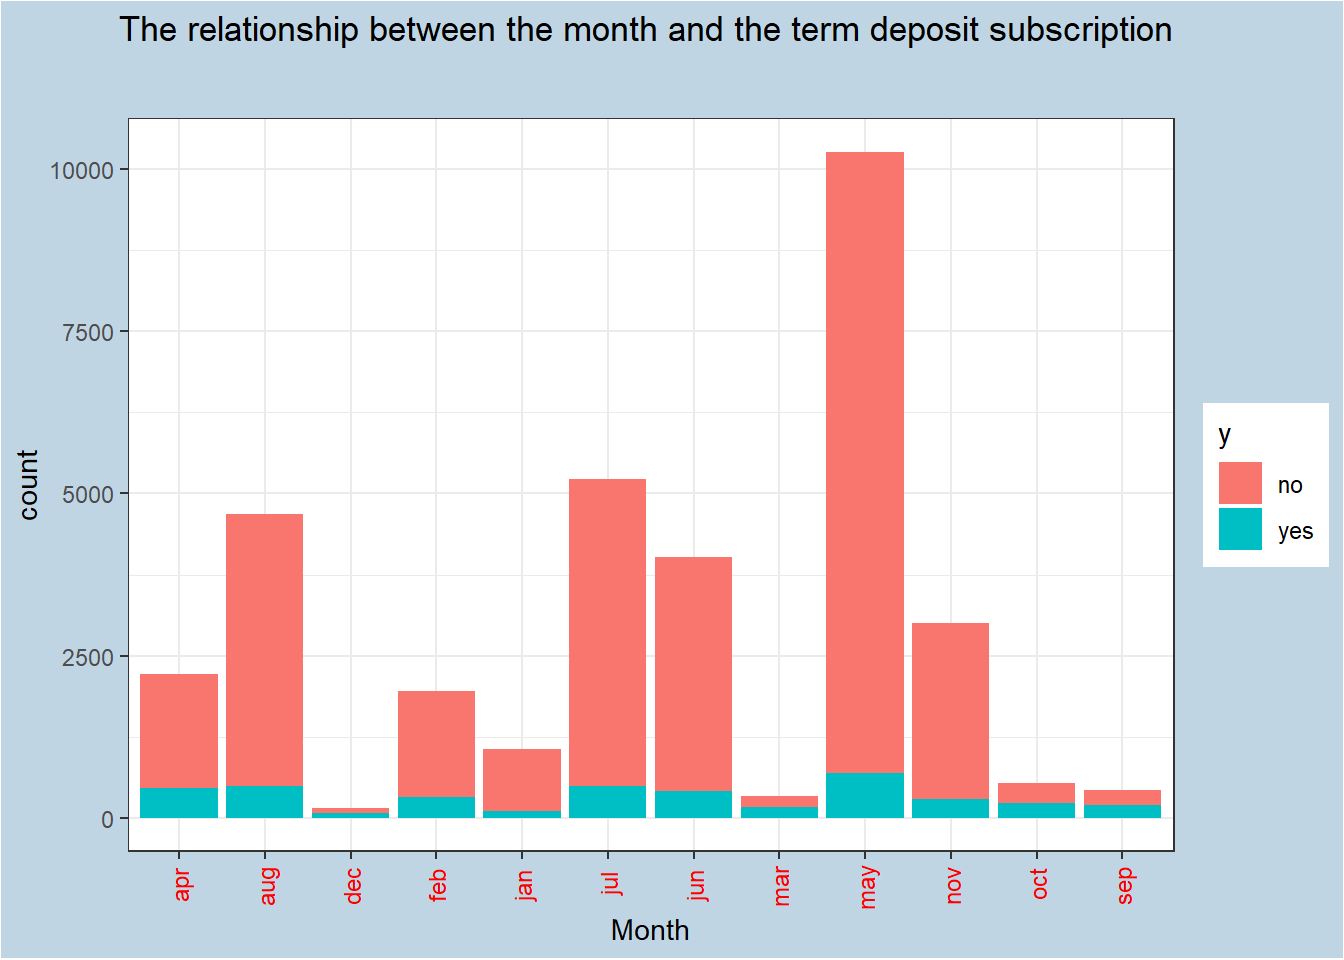 The relationship between the month and the term deposit subscription
10000
7500
5000
2500
0
count
apr
aug
dec
feb
jan
jul
jun
mar
may
nov
oct
sep
Month
y
no
yes